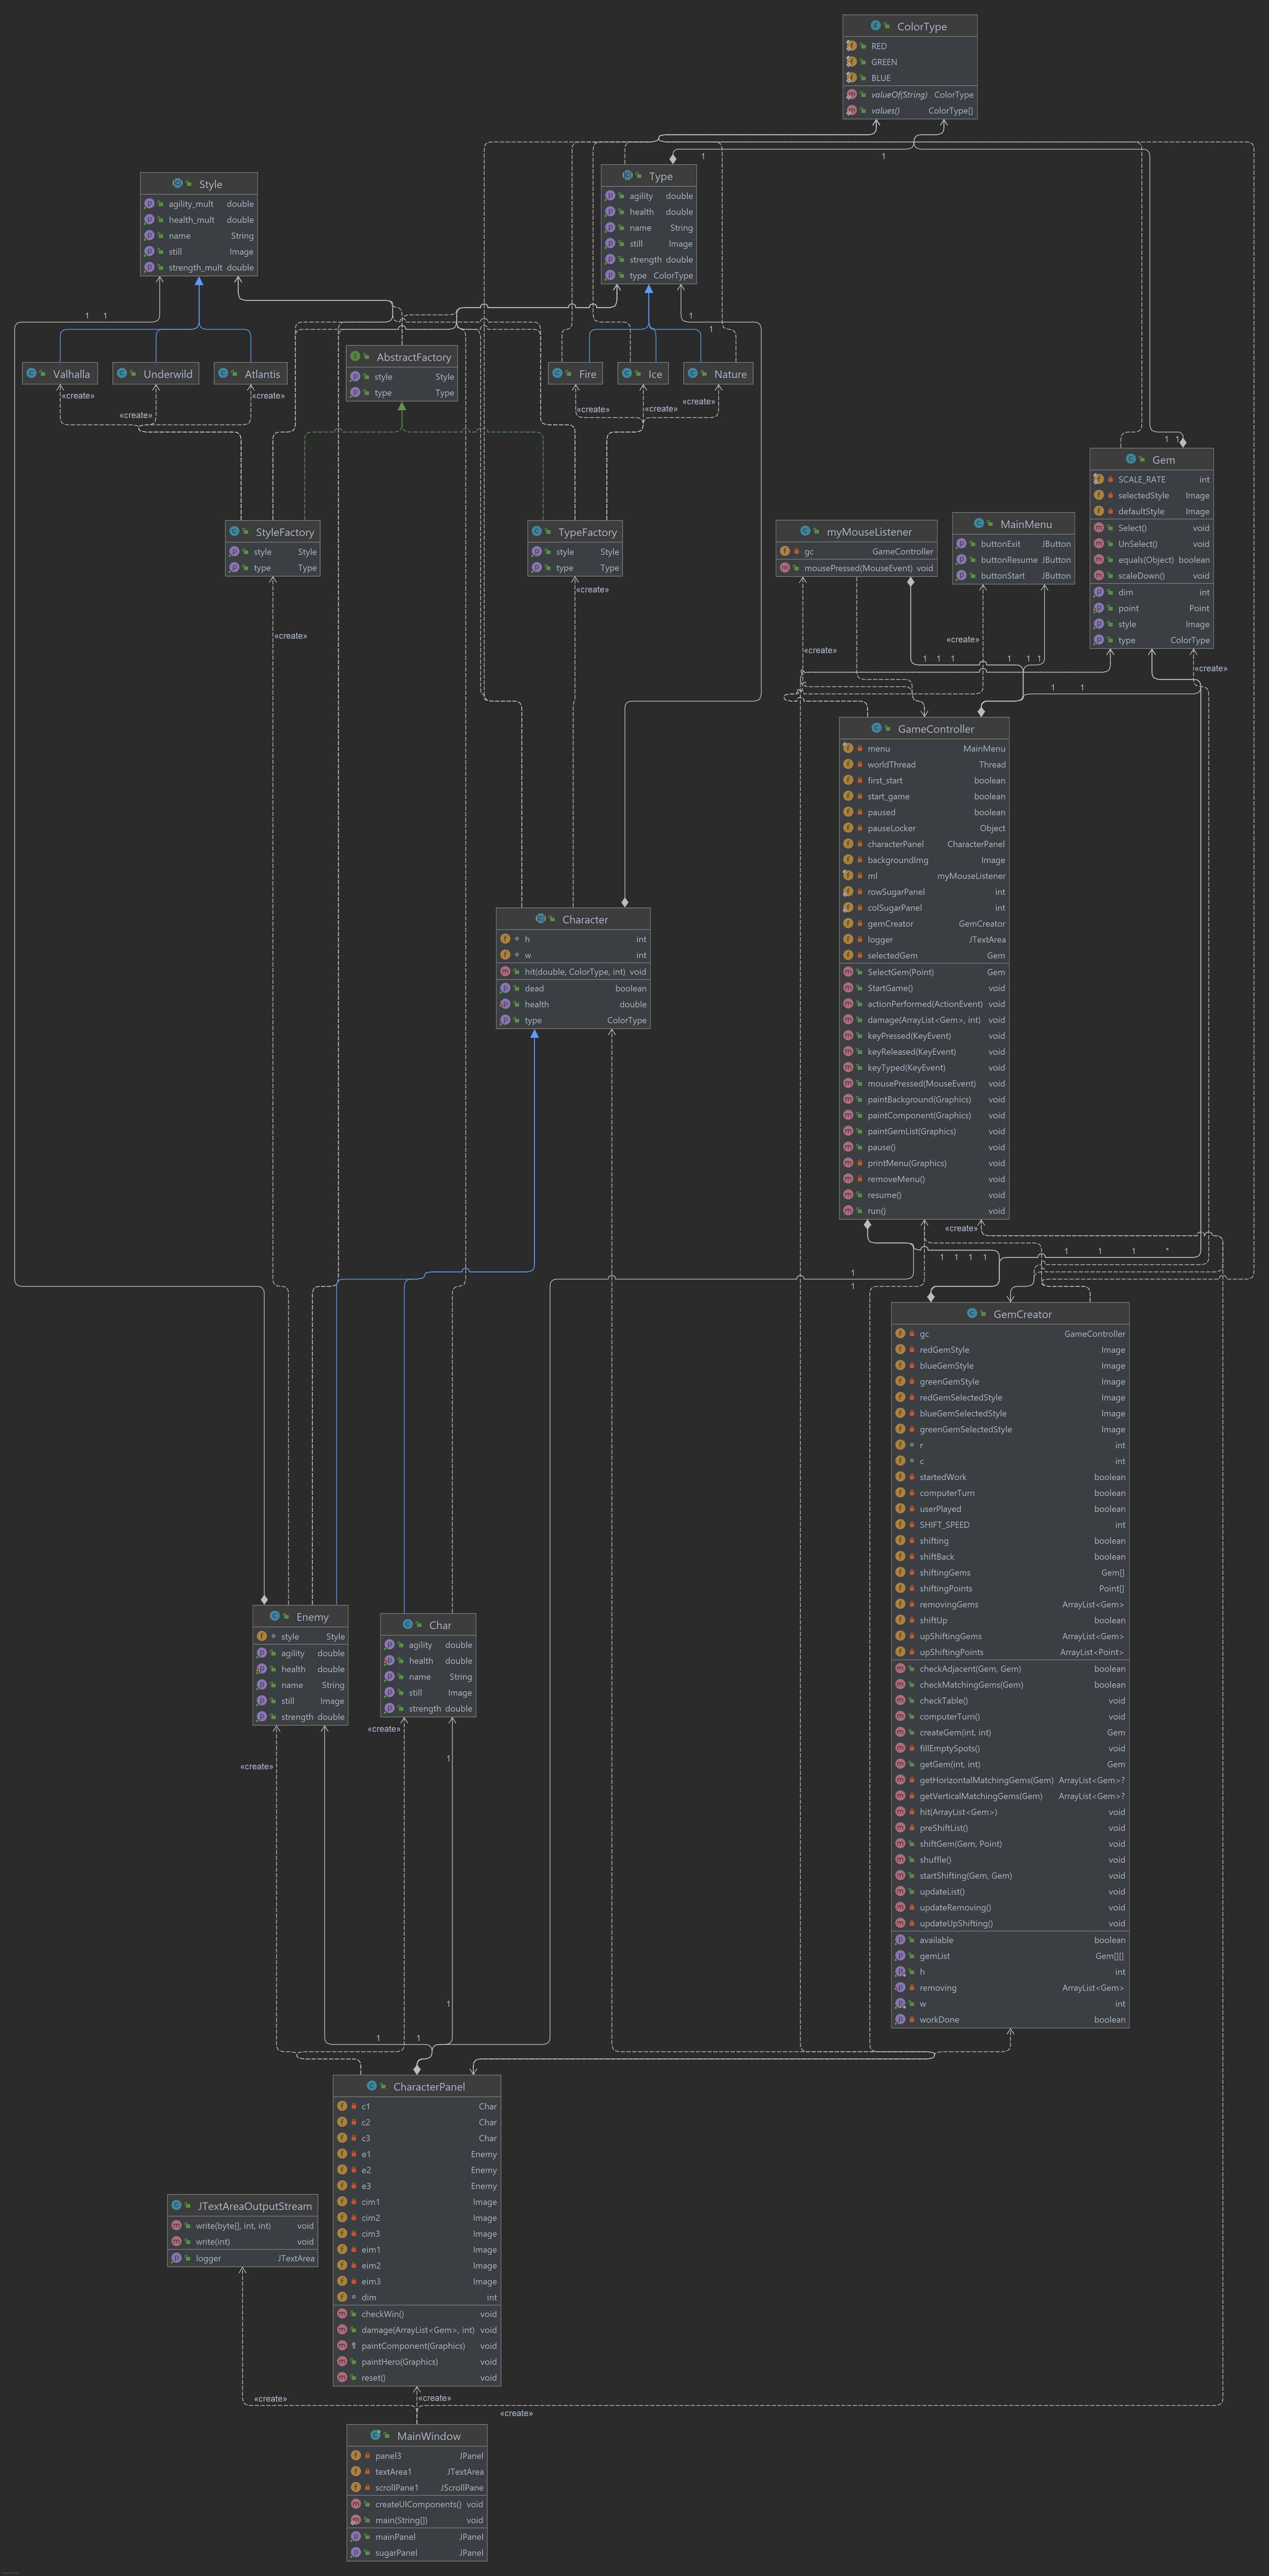 ColorType
RED
GREEN
BLUE
valueOf(String) ColorType
values() ColorType[]
1
1
Type
agility double
health double
name String
still Image
strength double
type ColorType
Style
agility_mult double
health_mult double
name String
still Image
strength_mult double
1 1
1
1
AbstractFactory
style Style
type Type
Valhalla
Underwild
Atlantis
Fire
Ice
Nature
«create»
«create»
«create»
«create»
«create»
«create»
1 1
Gem
SCALE_RATE int
selectedStyle Image
defaultStyle Image
Select() void
UnSelect() void
equals(Object) boolean
scaleDown() void
dim int
point Point
style Image
type ColorType
StyleFactory
style Style
type Type
TypeFactory
style Style
type Type
myMouseListener
gc GameController
mousePressed(MouseEvent) void
MainMenu
buttonExit JButton
buttonResume JButton
buttonStart JButton
«create»
«create»
«create»
«create»
«create»
1 1 1
1 1 1
1 1
GameController
menu MainMenu
worldThread Thread
first_start boolean
start_game boolean
paused boolean
pauseLocker Object
characterPanel CharacterPanel
backgroundImg Image
ml myMouseListener
rowSugarPanel int
colSugarPanel int
gemCreator GemCreator
logger JTextArea
selectedGem Gem
SelectGem(Point) Gem
StartGame() void
actionPerformed(ActionEvent) void
damage(ArrayList<Gem>, int) void
keyPressed(KeyEvent) void
keyReleased(KeyEvent) void
keyTyped(KeyEvent) void
mousePressed(MouseEvent) void
paintBackground(Graphics) void
paintComponent(Graphics) void
paintGemList(Graphics) void
pause() void
printMenu(Graphics) void
removeMenu() void
resume() void
run() void
Character
h int
w int
hit(double, ColorType, int) void
dead boolean
health double
type ColorType
«create»
1 1 1 1
1 1 1 *
1
1
GemCreator
gc GameController
redGemStyle Image
blueGemStyle Image
greenGemStyle Image
redGemSelectedStyle Image
blueGemSelectedStyle Image
greenGemSelectedStyle Image
r int
c int
startedWork boolean
computerTurn boolean
userPlayed boolean
SHIFT_SPEED int
shifting boolean
shiftBack boolean
shiftingGems Gem[]
shiftingPoints Point[]
removingGems ArrayList<Gem>
shiftUp boolean
upShiftingGems ArrayList<Gem>
upShiftingPoints ArrayList<Point>
checkAdjacent(Gem, Gem) boolean
checkMatchingGems(Gem) boolean
checkTable() void
computerTurn() void
createGem(int, int) Gem
fillEmptySpots() void
getGem(int, int) Gem
getHorizontalMatchingGems(Gem) ArrayList<Gem>?
getVerticalMatchingGems(Gem) ArrayList<Gem>?
hit(ArrayList<Gem>) void
preShiftList() void
shiftGem(Gem, Point) void
shuffle() void
startShifting(Gem, Gem) void
updateList() void
updateRemoving() void
updateUpShifting() void
available boolean
gemList Gem[][]
h int
removing ArrayList<Gem>
w int
workDone boolean
Enemy
style Style
agility double
health double
name String
still Image
strength double
Char
agility double
health double
name String
still Image
strength double
«create»
«create»
1
1
1 1
CharacterPanel
c1 Char
c2 Char
c3 Char
e1 Enemy
e2 Enemy
e3 Enemy
cim1 Image
cim2 Image
cim3 Image
eim1 Image
eim2 Image
eim3 Image
dim int
checkWin() void
damage(ArrayList<Gem>, int) void
paintComponent(Graphics) void
paintHero(Graphics) void
reset() void
JTextAreaOutputStream
write(byte[], int, int) void
write(int) void
logger JTextArea
«create»
«create»
«create»
MainWindow
panel3 JPanel
textArea1 JTextArea
scrollPane1 JScrollPane
createUIComponents() void
main(String[]) void
mainPanel JPanel
sugarPanel JPanel